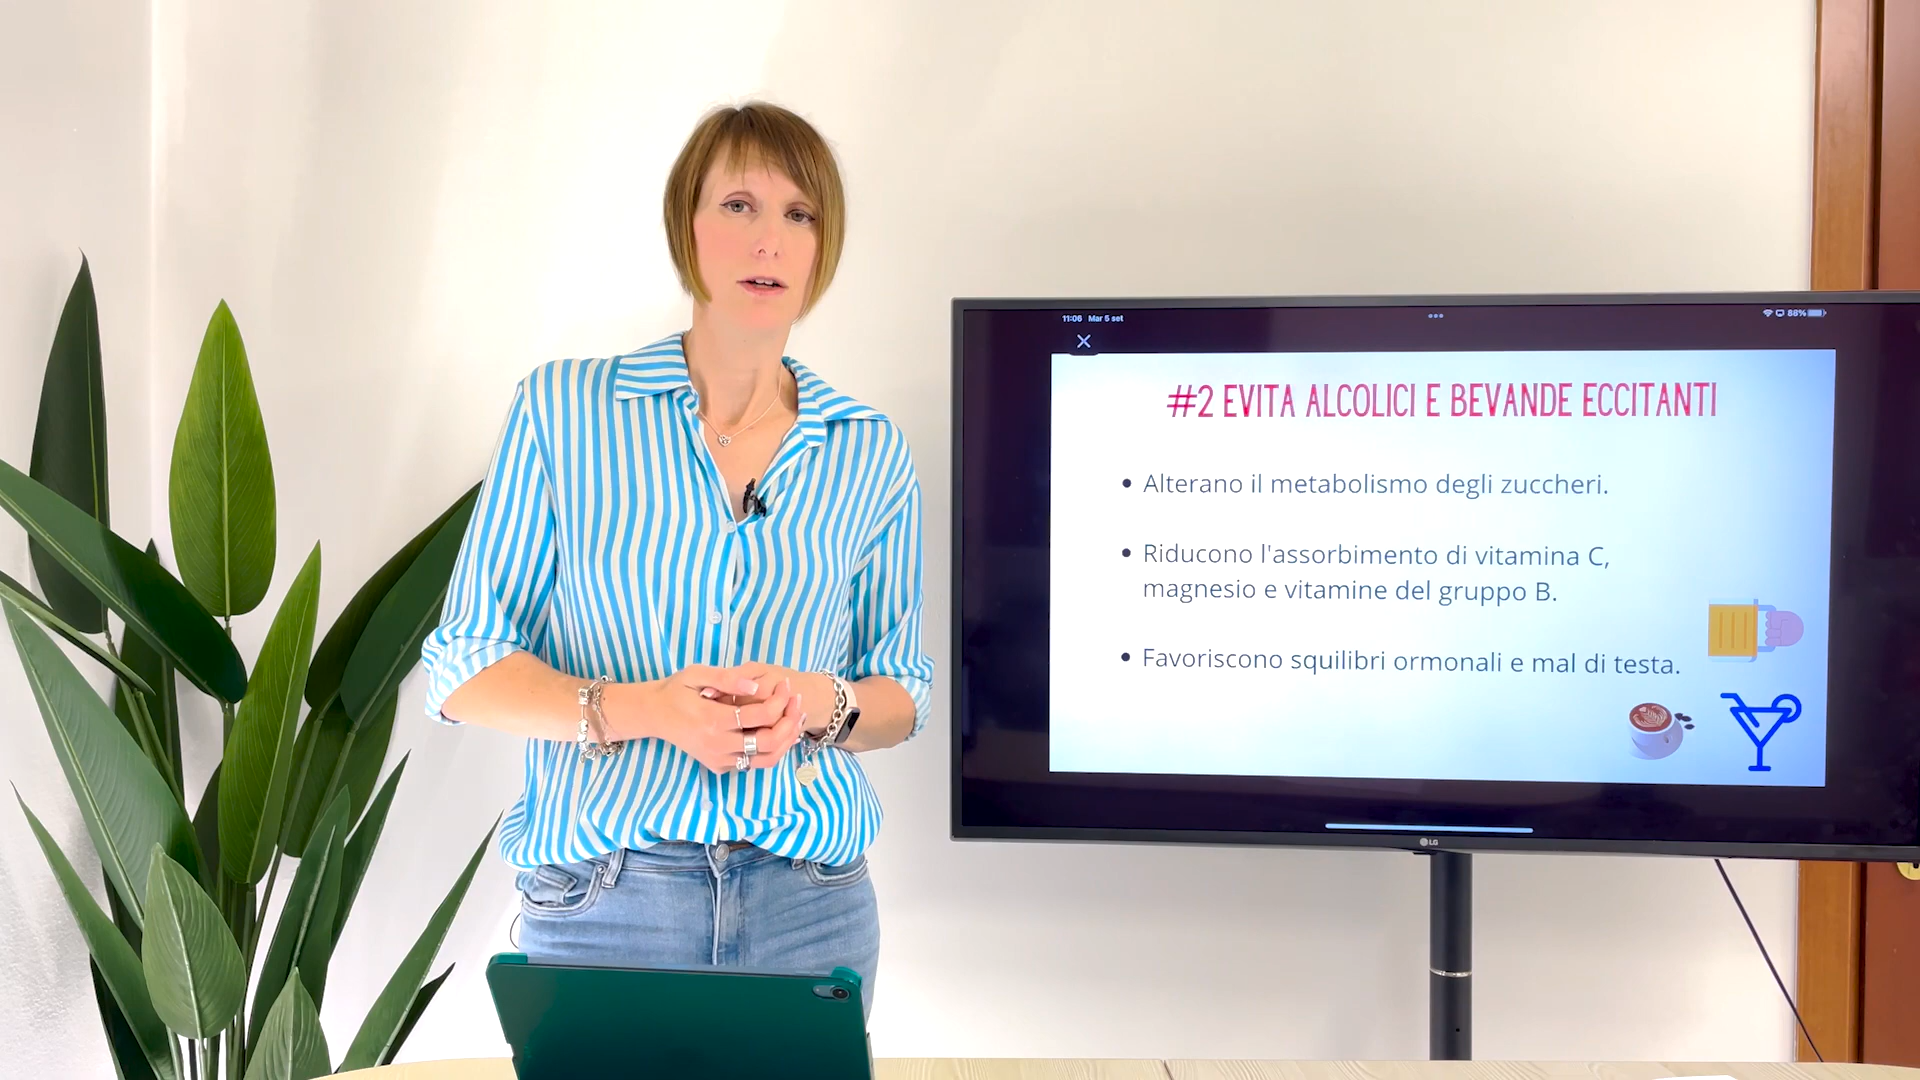 11:06 Mar 5 set
88%
#2 EVITA ALCOLICI E BEVANDE ECCITANTI
• Alterano il metabolismo degli zuccheri.
• Riducono l'assorbimento di vitamina C,
magnesio e vitamine del gruppo B.
• Favoriscono squilibri ormonali e mal di testa.
LG